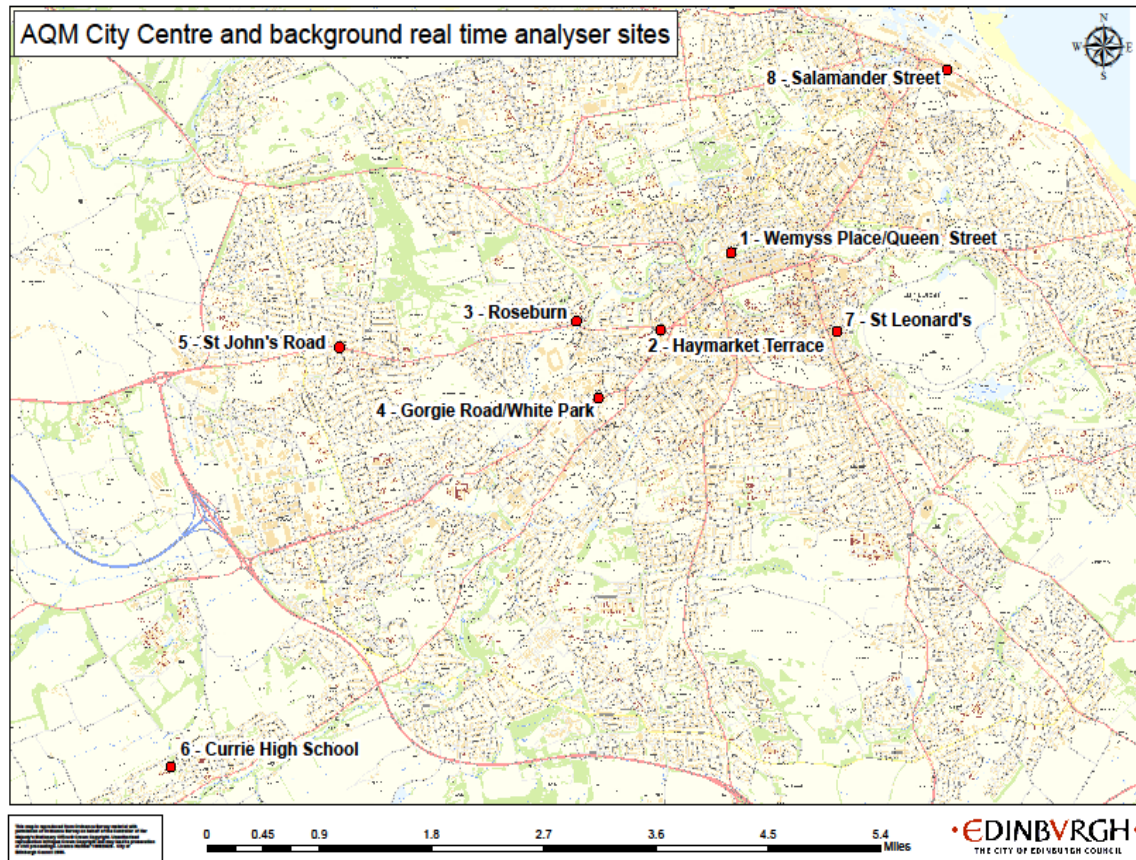 AQM City Centre and background real time analyser sites
N
W E
S
8 - Salamander Street
1 - Wemyss Place/Queen Street
3 - Roseburn
7 - St Leonard's
5 - St John's Road
2 - Haymarket Terrace
4 - Gorgie Road/White Park
6 - Currie High School
0 0.45 0.9 1.8 2.7 3.6 4.5 5.4
Miles
•EDINBVRGH•
THE CITY OF EDINBURGH COUNCIL